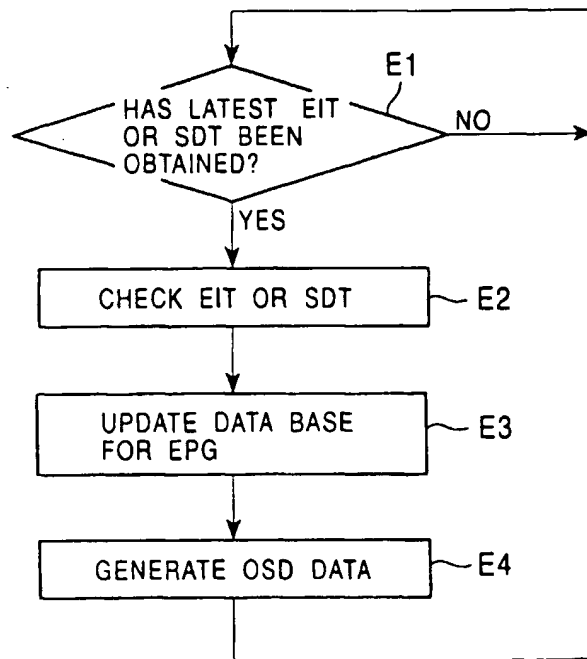 E1
HAS LATEST EIT
OR SDT BEEN
OBTAINED?
NO
YES
CHECK EIT OR SDT
E2
UPDATE DATA BASE
FOR EPG
E3
GENERATE OSD DATA
E4